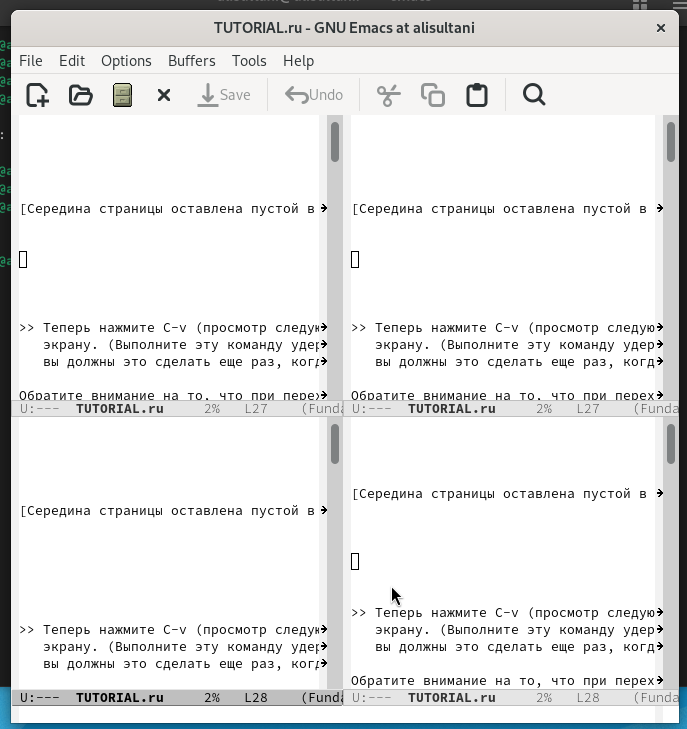 TUTORIAL.ru - GNU Emacs at alisultani
File Edit Options Buffers Tools Help
Save Undo
[Середина страницы оставлена пустой в
>> Теперь нажмите C-v (просмотр следую
экрану. (Выполните эту команду удер
вы должны это сделать еще раз, когд
Обратите внимание на то, что при перех
U:--- TUTORIAL.ru 2% L27 (Funda
[Середина страницы оставлена пустой в
>> Теперь нажмите C-v (просмотр следую
экрану. (Выполните эту команду удер
вы должны это сделать еще раз, когд
Обратите внимание на то, что при перех
U:--- TUTORIAL.ru 2% L27 (Funda
[Середина страницы оставлена пустой в
>> Теперь нажмите C-v (просмотр следую
экрану. (Выполните эту команду удер
вы должны это сделать еще раз, когд
U:--- TUTORIAL.ru 2% L28 (Funda
[Середина страницы оставлена пустой в
>> Теперь нажмите C-v (просмотр следую
экрану. (Выполните эту команду удер
вы должны это сделать еще раз, когд
Обратите внимание на то, что при перех
U:--- TUTORIAL.ru 2% L28 (Funda